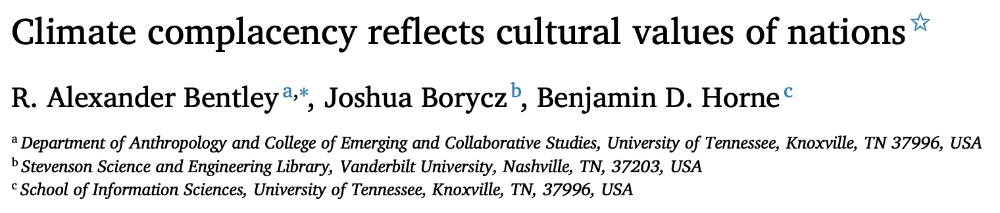 Climate complacency reflects cultural values of nations ☆
R. Alexander Bentley a,*, Joshua Borycz b, Benjamin D. Horne c
a Department of Anthropology and College of Emerging and Collaborative Studies, University of Tennessee, Knoxville, TN 37996, USA
b Stevenson Science and Engineering Library, Vanderbilt University, Nashville, TN, 37203, USA
c School of Information Sciences, University of Tennessee, Knoxville, TN, 37996, USA